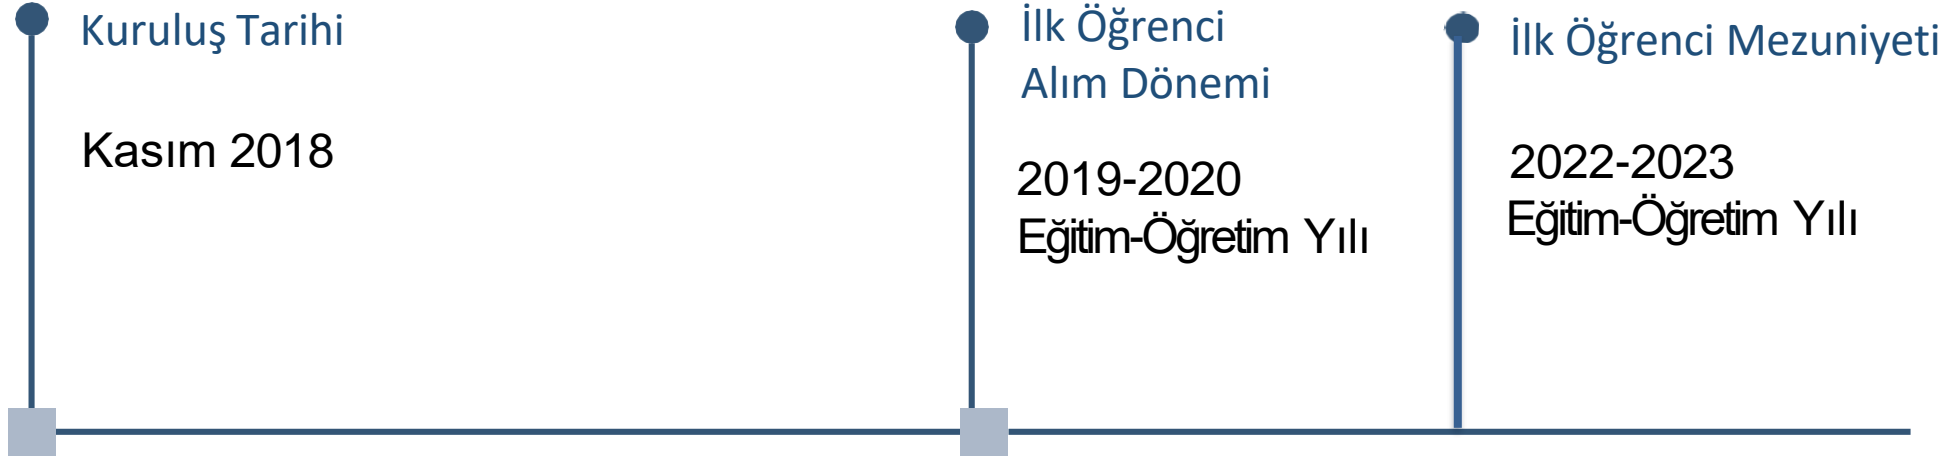 Kuruluş Tarihi
Kasım 2018
İlk Öğrenci
Alım Dönemi
2019-2020
Eğitim-Öğretim Yılı
İlk Öğrenci Mezuniyeti
2022-2023
Eğitim-Öğretim Yılı